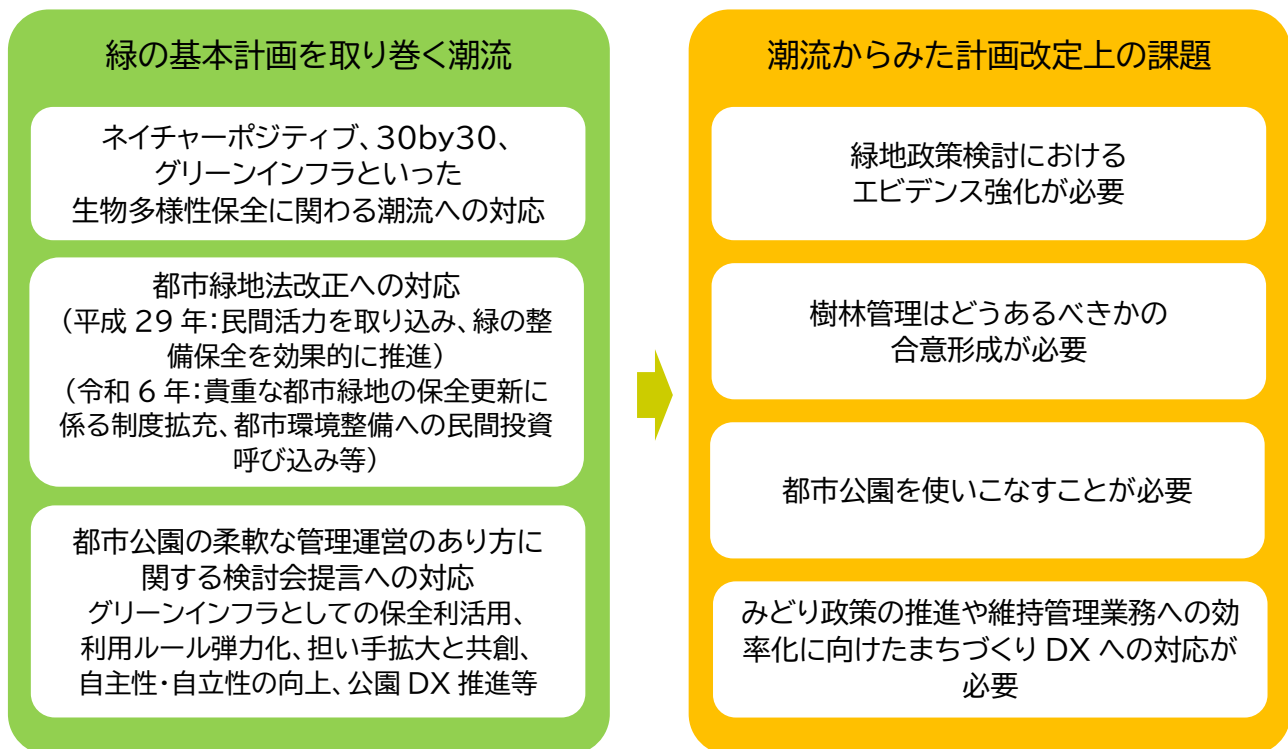 緑の基本計画を取り巻く潮流
ネイチャーポジティブ、30by30、
グリーンインフラといった
生物多様性保全に関わる潮流への対応
都市緑地法改正への対応
（平成 29 年：民間活力を取り込み、緑の整
備保全を効果的に推進）
（令和 6 年：貴重な都市緑地の保全更新に
係る制度拡充、都市環境整備への民間投資
呼び込み等）
都市公園の柔軟な管理運営のあり方に
関する検討会提言への対応
グリーンインフラとしての保全利活用、
利用ルール弾力化、担い手拡大と共創、
自主性・自立性の向上、公園 DX 推進等
潮流からみた計画改定上の課題
緑地政策検討における
エビデンス強化が必要
樹林管理はどうあるべきかの
合意形成が必要
都市公園を使いこなすことが必要
みどり政策の推進や維持管理業務への効
率化に向けたまちづくり DX への対応が
必要